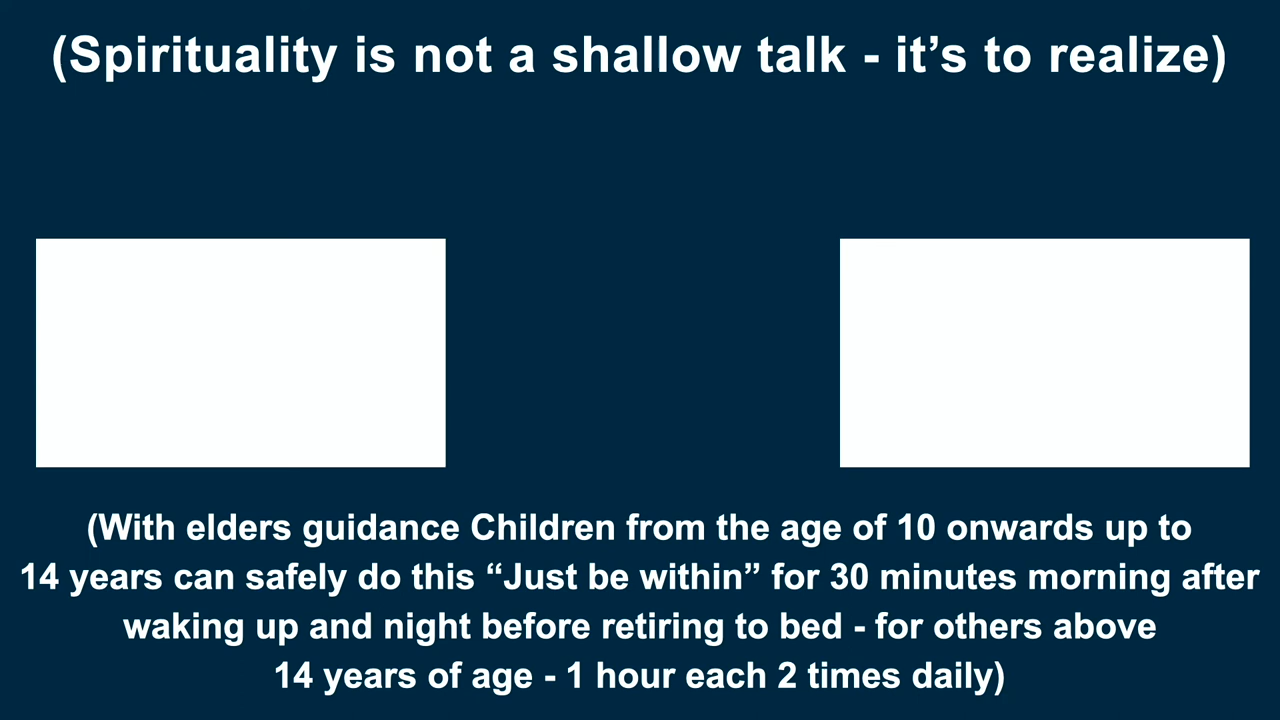 (Spirituality is not a shallow talk - it’s to realize)
(With elders guidance Children from the age of 10 onwards up to
14 years can safely do this “Just be within” for 30 minutes morning after
waking up and night before retiring to bed - for others above
14 years of age - 1 hour each 2 times daily)